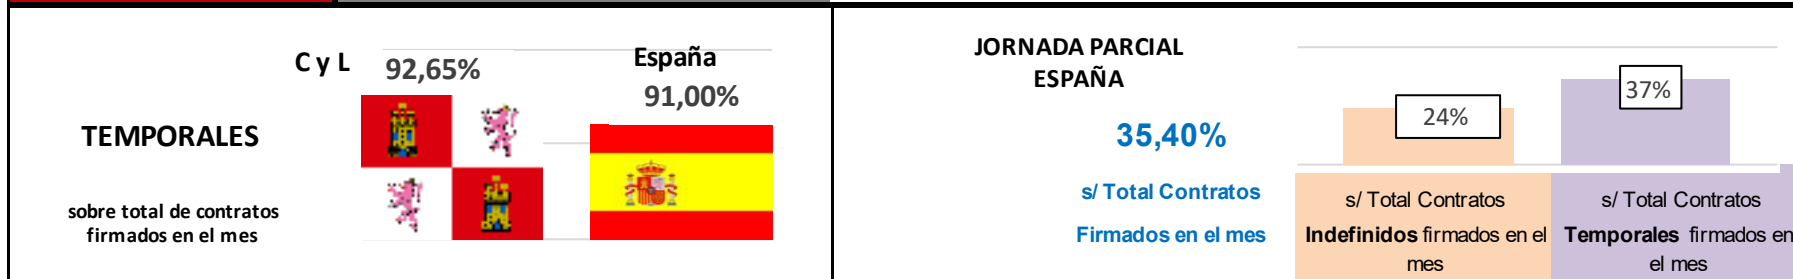 C y L
92,65%
España
91,00%
TEMPORALES
sobre total de contratos
firmados en el mes
JORNADA PARCIAL
ESPAÑA
35,40%
s/ Total Contratos
Firmados en el mes
24%
37%
s/ Total Contratos
Indefinidos firmados en el
mes
s/ Total Contratos
Temporales firmados en
el mes